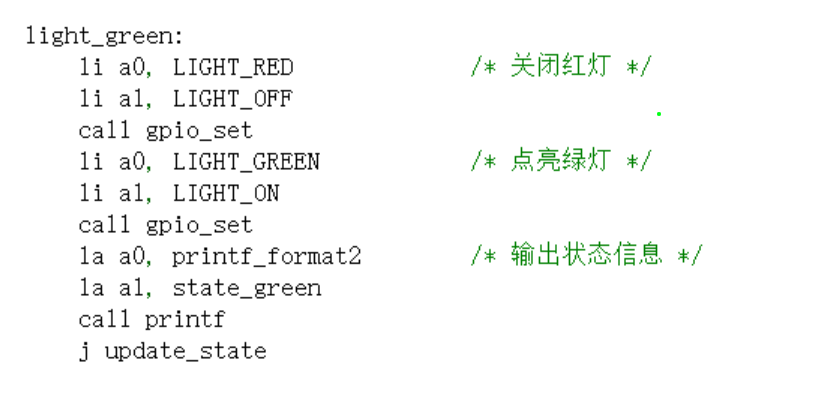 light_green:
li a0, LIGHT_RED /* 关闭红灯 */
li a1, LIGHT_OFF
call gpio_set
li a0, LIGHT_GREEN /* 点亮绿灯 */
li a1, LIGHT_ON
call gpio_set
la a0, printf_format2 /* 输出状态信息 */
la a1, state_green
call printf
j update_state